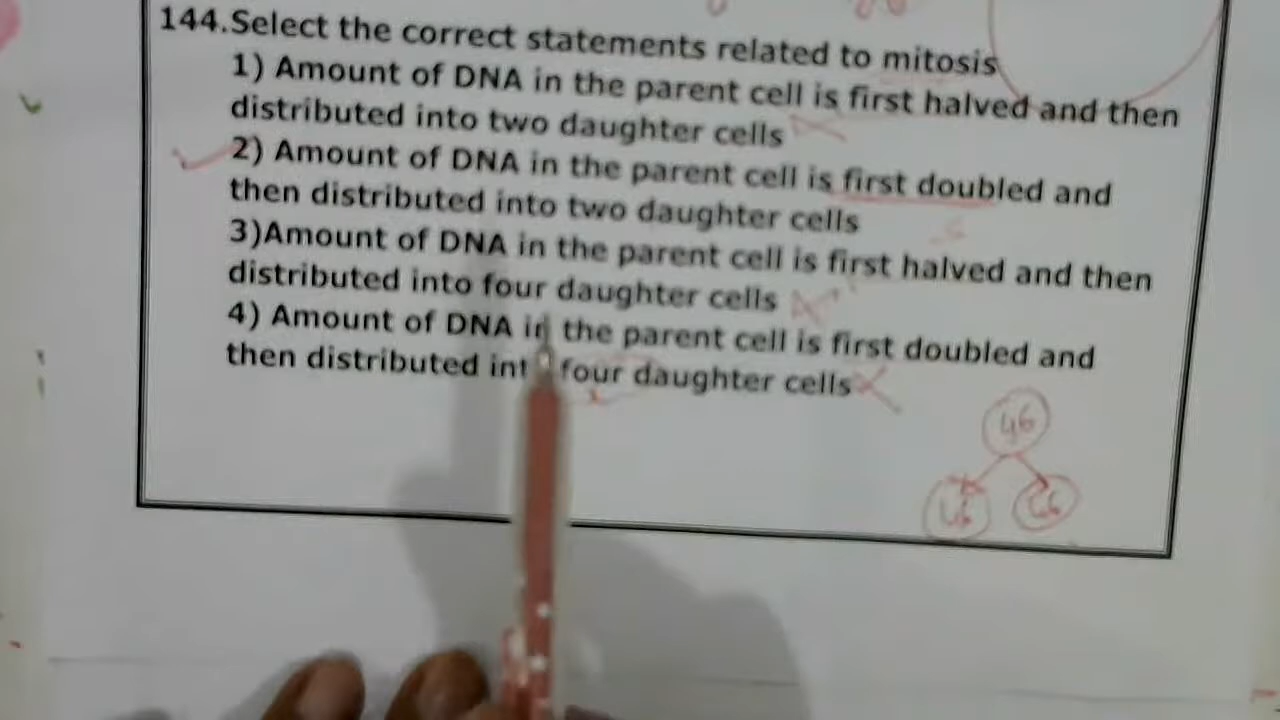 144.Select the correct statements related to mitosis
1) Amount of DNA in the parent cell is first halved and then
distributed into two daughter cells
2) Amount of DNA in the parent cell is first doubled and
then distributed into two daughter cells
3)Amount of DNA in the parent cell is first halved and then
distributed into four daughter cells
4) Amount of DNA in the parent cell is first doubled and
then distributed four daughter cells
46
46 46